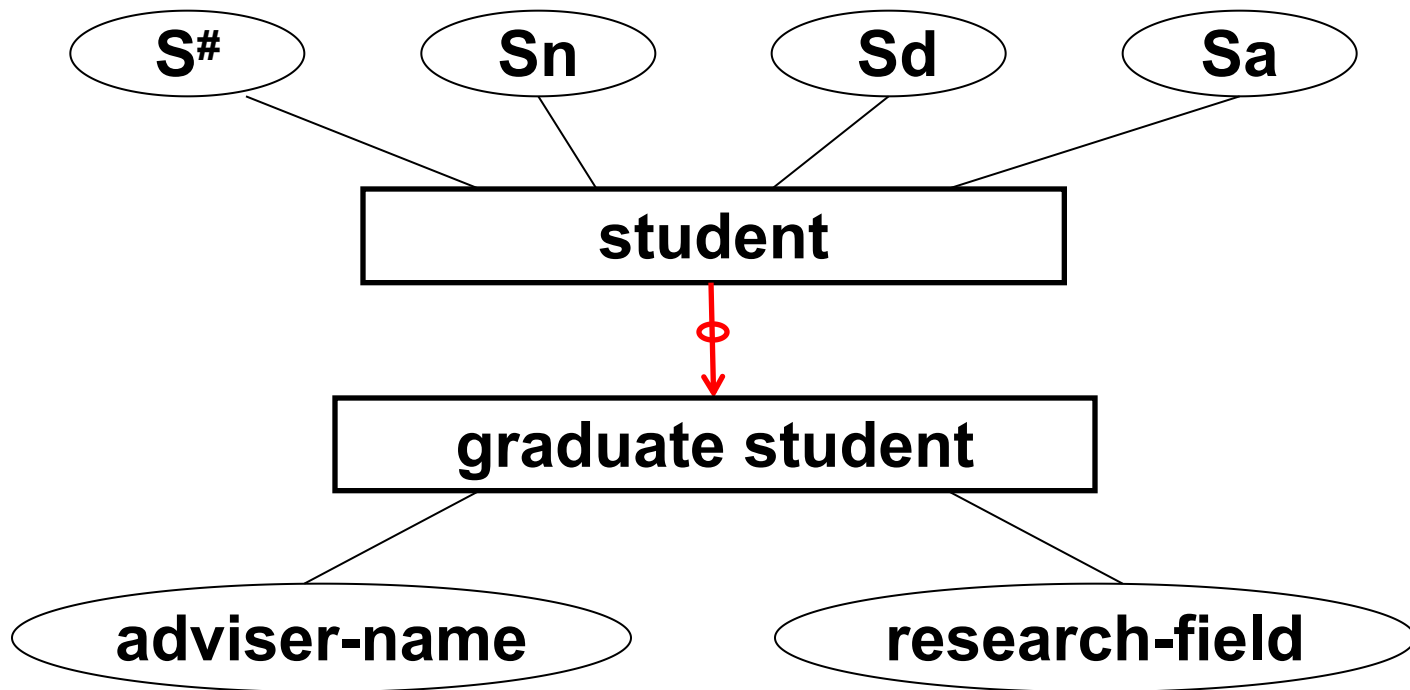 S# Sn Sd Sa
student
graduate student
adviser-name research-field